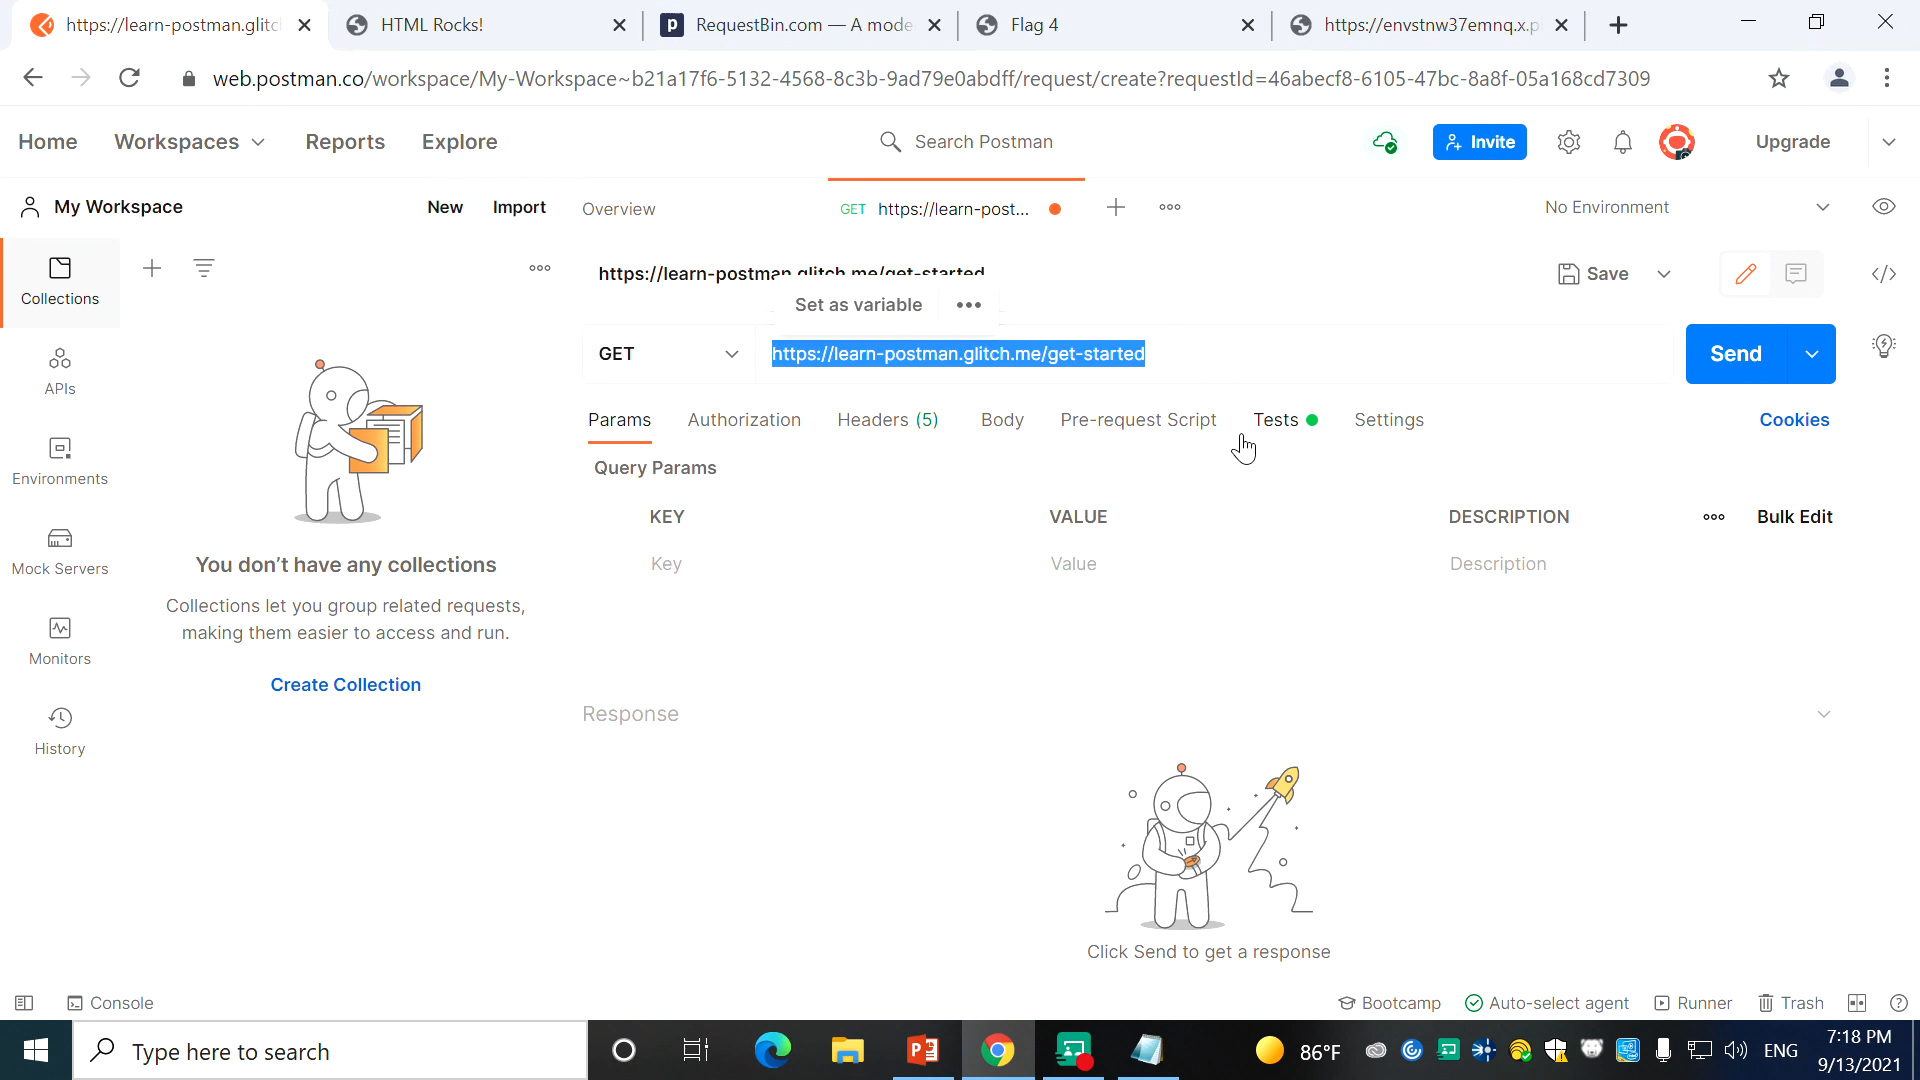 https://learn-postman.glitc
HTML Rocks!
RequestBin.com — A mode
Flag 4
https://envstnw37emnq.x.p
web.postman.co/workspace/My-Workspace~b21a17f6-5132-4568-8c3b-9ad79e0abdff/request/create?requestId=46abecf8-6105-47bc-8a8f-05a168cd7309
Home
Workspaces
Reports
Explore
Search Postman
Invite
Upgrade
My Workspace
New
Import
Overview
GET https://learn-post...
No Environment
Collections
https://learn-postman.glitch.me/get-started
Save
Set as variable
GET
https://learn-postman.glitch.me/get-started
Send
APIs
Params
Authorization
Headers (5)
Body
Pre-request Script
Tests
Settings
Cookies
Environments
Query Params
KEY
VALUE
DESCRIPTION
Bulk Edit
Key
Value
Description
Mock Servers
You don't have any collections
Collections let you group related requests,
making them easier to access and run.
Create Collection
Monitors
History
Response
Click Send to get a response
Console
Bootcamp
Auto-select agent
Runner
Trash
Type here to search
86°F
ENG
7:18 PM
9/13/2021